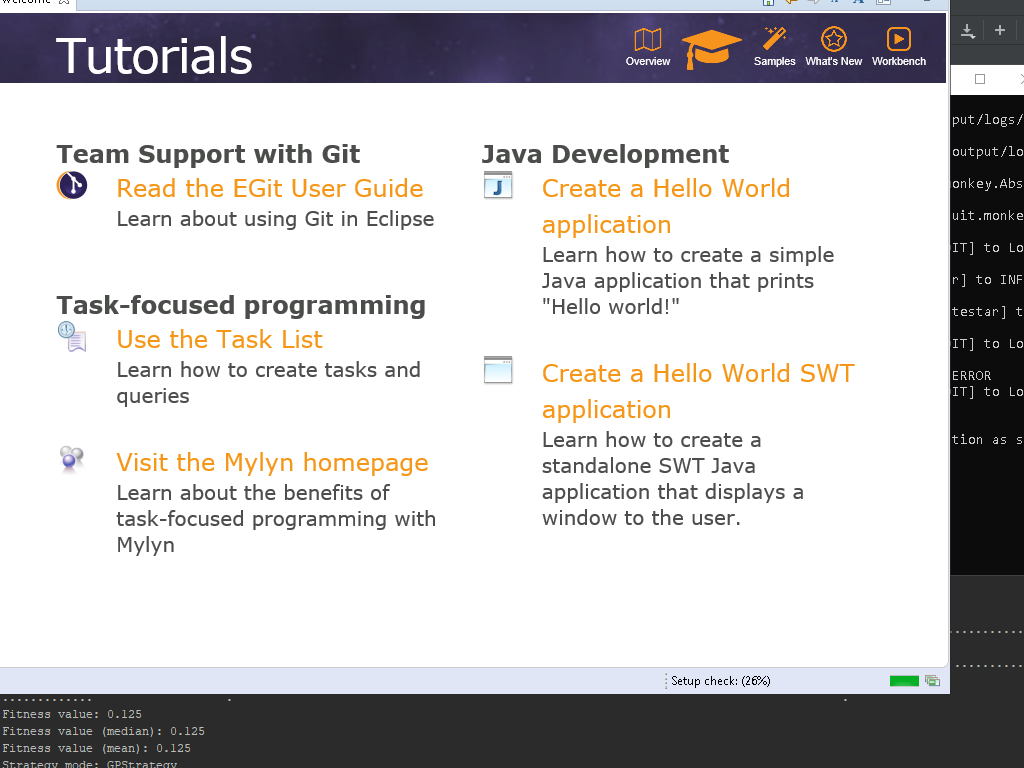 Welcome
Tutorials
Overview
Samples
What's New
Workbench
Team Support with Git
Read the EGit User Guide
Learn about using Git in Eclipse
Task-focused programming
Use the Task List
Learn how to create tasks and
queries
Visit the Mylyn homepage
Learn about the benefits of
task-focused programming with
Mylyn
Java Development
Create a Hello World
application
Learn how to create a simple
Java application that prints
"Hello world!"
Create a Hello World SWT
application
Learn how to create a
standalone SWT Java
application that displays a
window to the user.
put/logs/
output/lo
onkey.Abs
uit.monke
IT] to Lo
r] to INF
testar] t
IT] to Lo
ERROR
IT] to Lo
tion as s
Setup check: (26%)
Fitness value: 0.125
Fitness value (median): 0.125
Fitness value (mean): 0.125
Strategy mode: GPStrategy